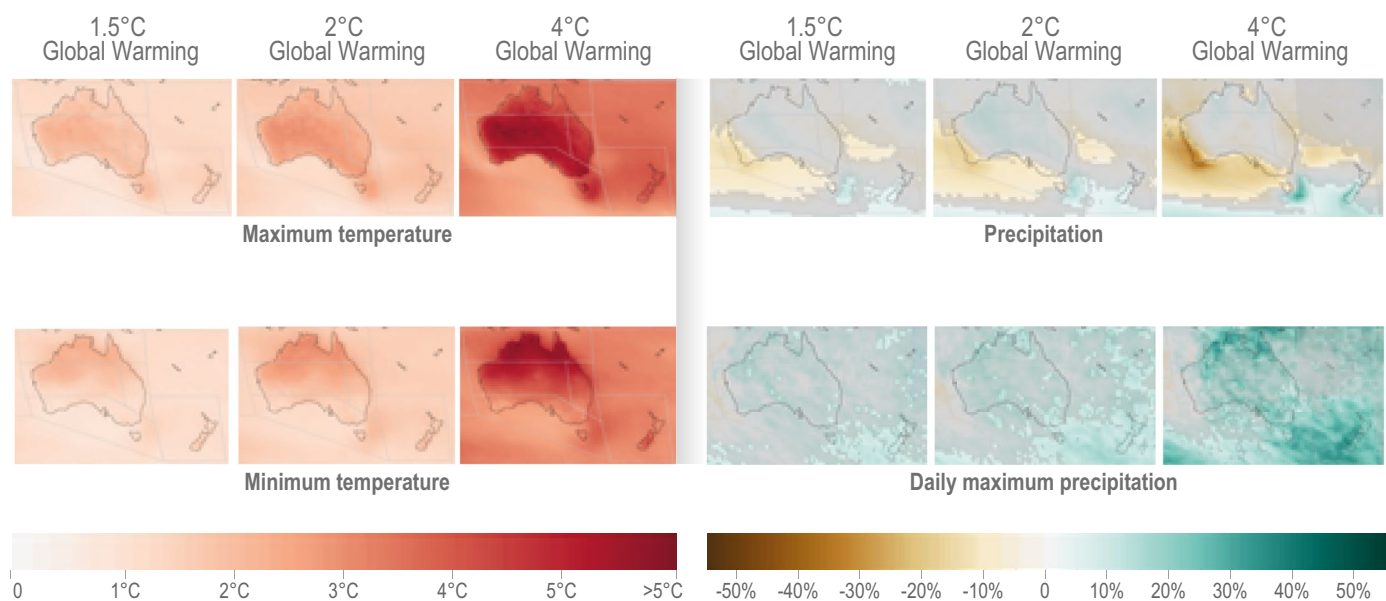 1.5°C
Global Warming
2°C
Global Warming
4°C
Global Warming
1.5°C
Global Warming
2°C
Global Warming
4°C
Global Warming
Maximum temperature
Precipitation
Minimum temperature
Daily maximum precipitation
0 1°C 2°C 3°C 4°C 5°C >5°C
-50% -40% -30% -20% -10% 0 10% 20% 30% 40% 50%